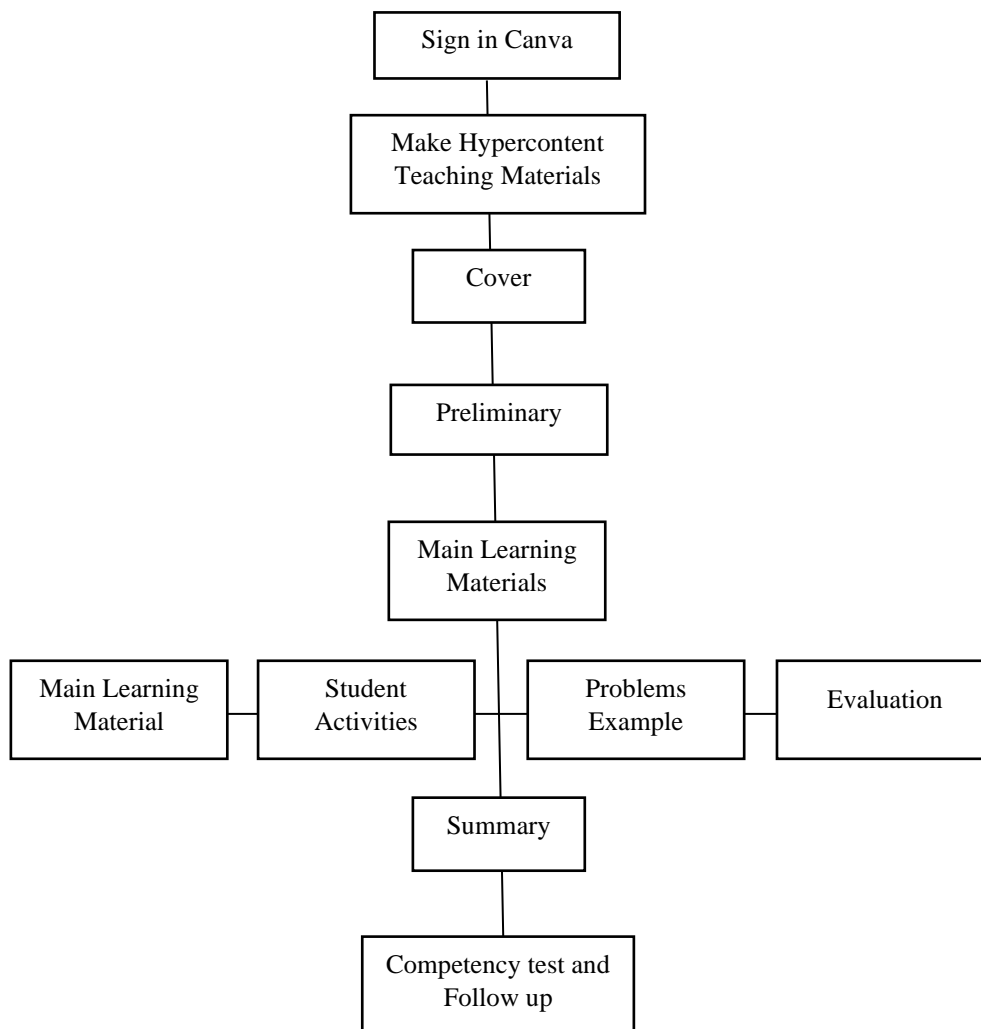 Sign in Canva
Make Hypercontent
Teaching Materials
Cover
Preliminary
Main Learning
Materials
Main Learning
Material
Student
Activities
Problems
Example
Evaluation
Summary
Competency test and
Follow up